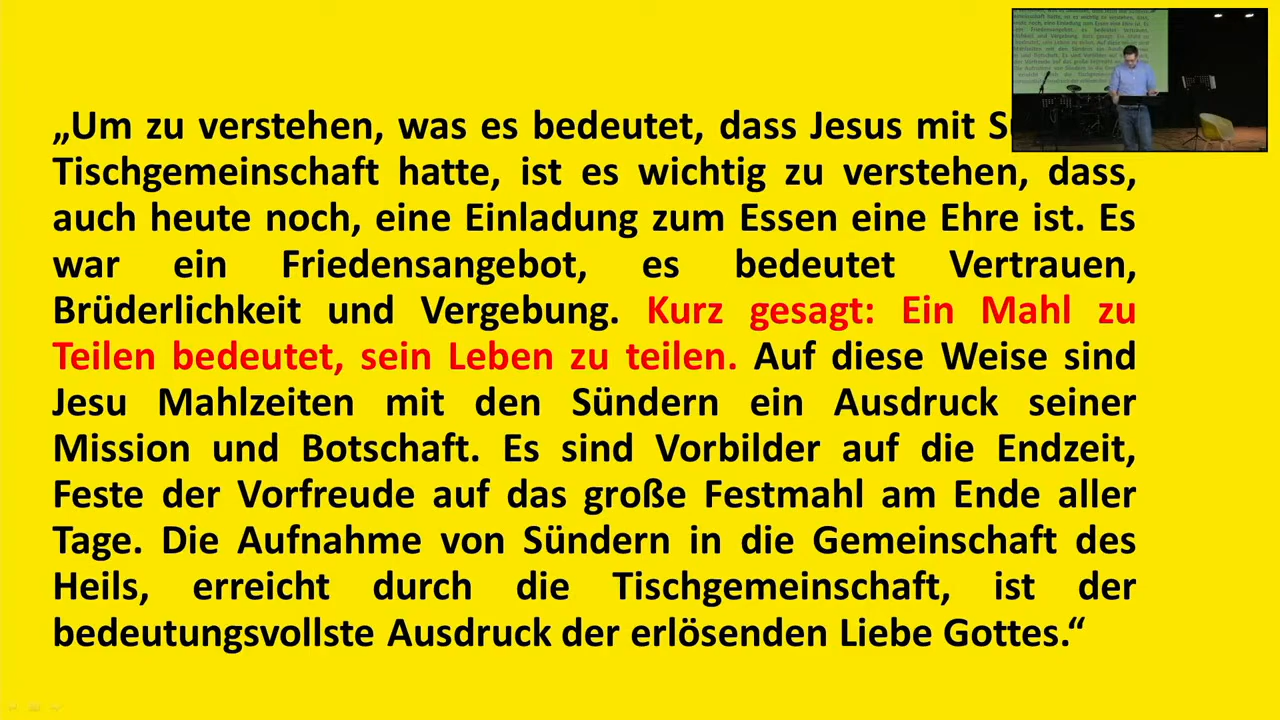 „Um zu verstehen, was es bedeutet, dass Jesus mit
Tischgemeinschaft hatte, ist es wichtig zu verstehen, dass,
auch heute noch, eine Einladung zum Essen eine Ehre ist. Es
war ein Friedensangebot, es bedeutet Vertrauen,
Brüderlichkeit und Vergebung. Kurz gesagt: Ein Mahl zu
Teilen bedeutet, sein Leben zu teilen. Auf diese Weise sind
Jesu Mahlzeiten mit den Sündern ein Ausdruck seiner
Mission und Botschaft. Es sind Vorbilder auf die Endzeit,
Feste der Vorfreude auf das große Festmahl am Ende aller
Tage. Die Aufnahme von Sündern in die Gemeinschaft des
Heils, erreicht durch die Tischgemeinschaft, ist der
bedeutungsvollste Ausdruck der erlösenden Liebe Gottes.“